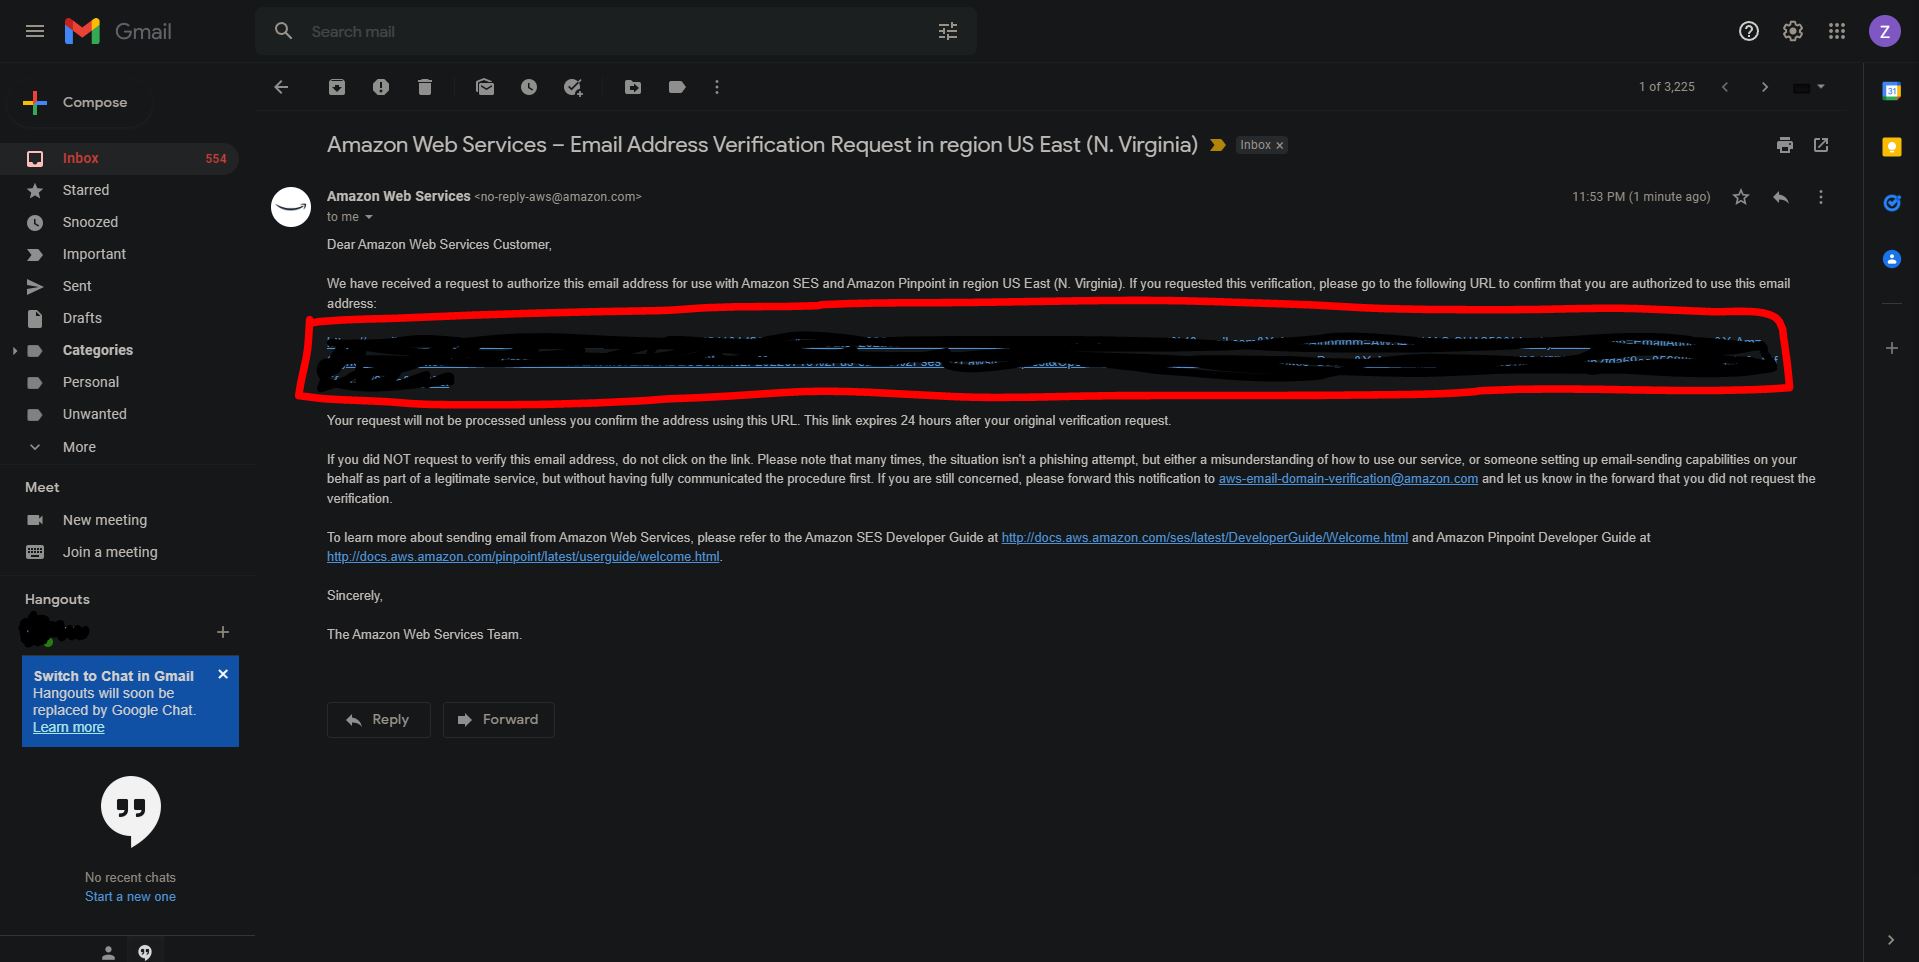 Gmail
Search mail
Z
Compose
1 of 3,225
31
Amazon Web Services – Email Address Verification Request in region US East (N. Virginia)
Inbox ×
Inbox 554
Starred
Snoozed
Important
Sent
Drafts
Categories
Personal
Unwanted
More
Meet
New meeting
Join a meeting
Hangouts
Switch to Chat in Gmail
Hangouts will soon be
replaced by Google Chat.
Learn more
No recent chats
Start a new one
Amazon Web Services <no-reply-aws@amazon.com>
11:53 PM (1 minute ago)
to me
Dear Amazon Web Services Customer,
We have received a request to authorize this email address for use with Amazon SES and Amazon Pinpoint in region US East (N. Virginia). If you requested this verification, please go to the following URL to confirm that you are authorized to use this email
address:
Your request will not be processed unless you confirm the address using this URL. This link expires 24 hours after your original verification request.
If you did NOT request to verify this email address, do not click on the link. Please note that many times, the situation isn't a phishing attempt, but either a misunderstanding of how to use our service, or someone setting up email-sending capabilities on your
behalf as part of a legitimate service, but without having fully communicated the procedure first. If you are still concerned, please forward this notification to aws-email-domain-verification@amazon.com and let us know in the forward that you did not request the
verification.
To learn more about sending email from Amazon Web Services, please refer to the Amazon SES Developer Guide at http://docs.aws.amazon.com/ses/latest/DeveloperGuide/Welcome.html and Amazon Pinpoint Developer Guide at
http://docs.aws.amazon.com/pinpoint/latest/userguide/welcome.html.
Sincerely,
The Amazon Web Services Team.
Reply
Forward